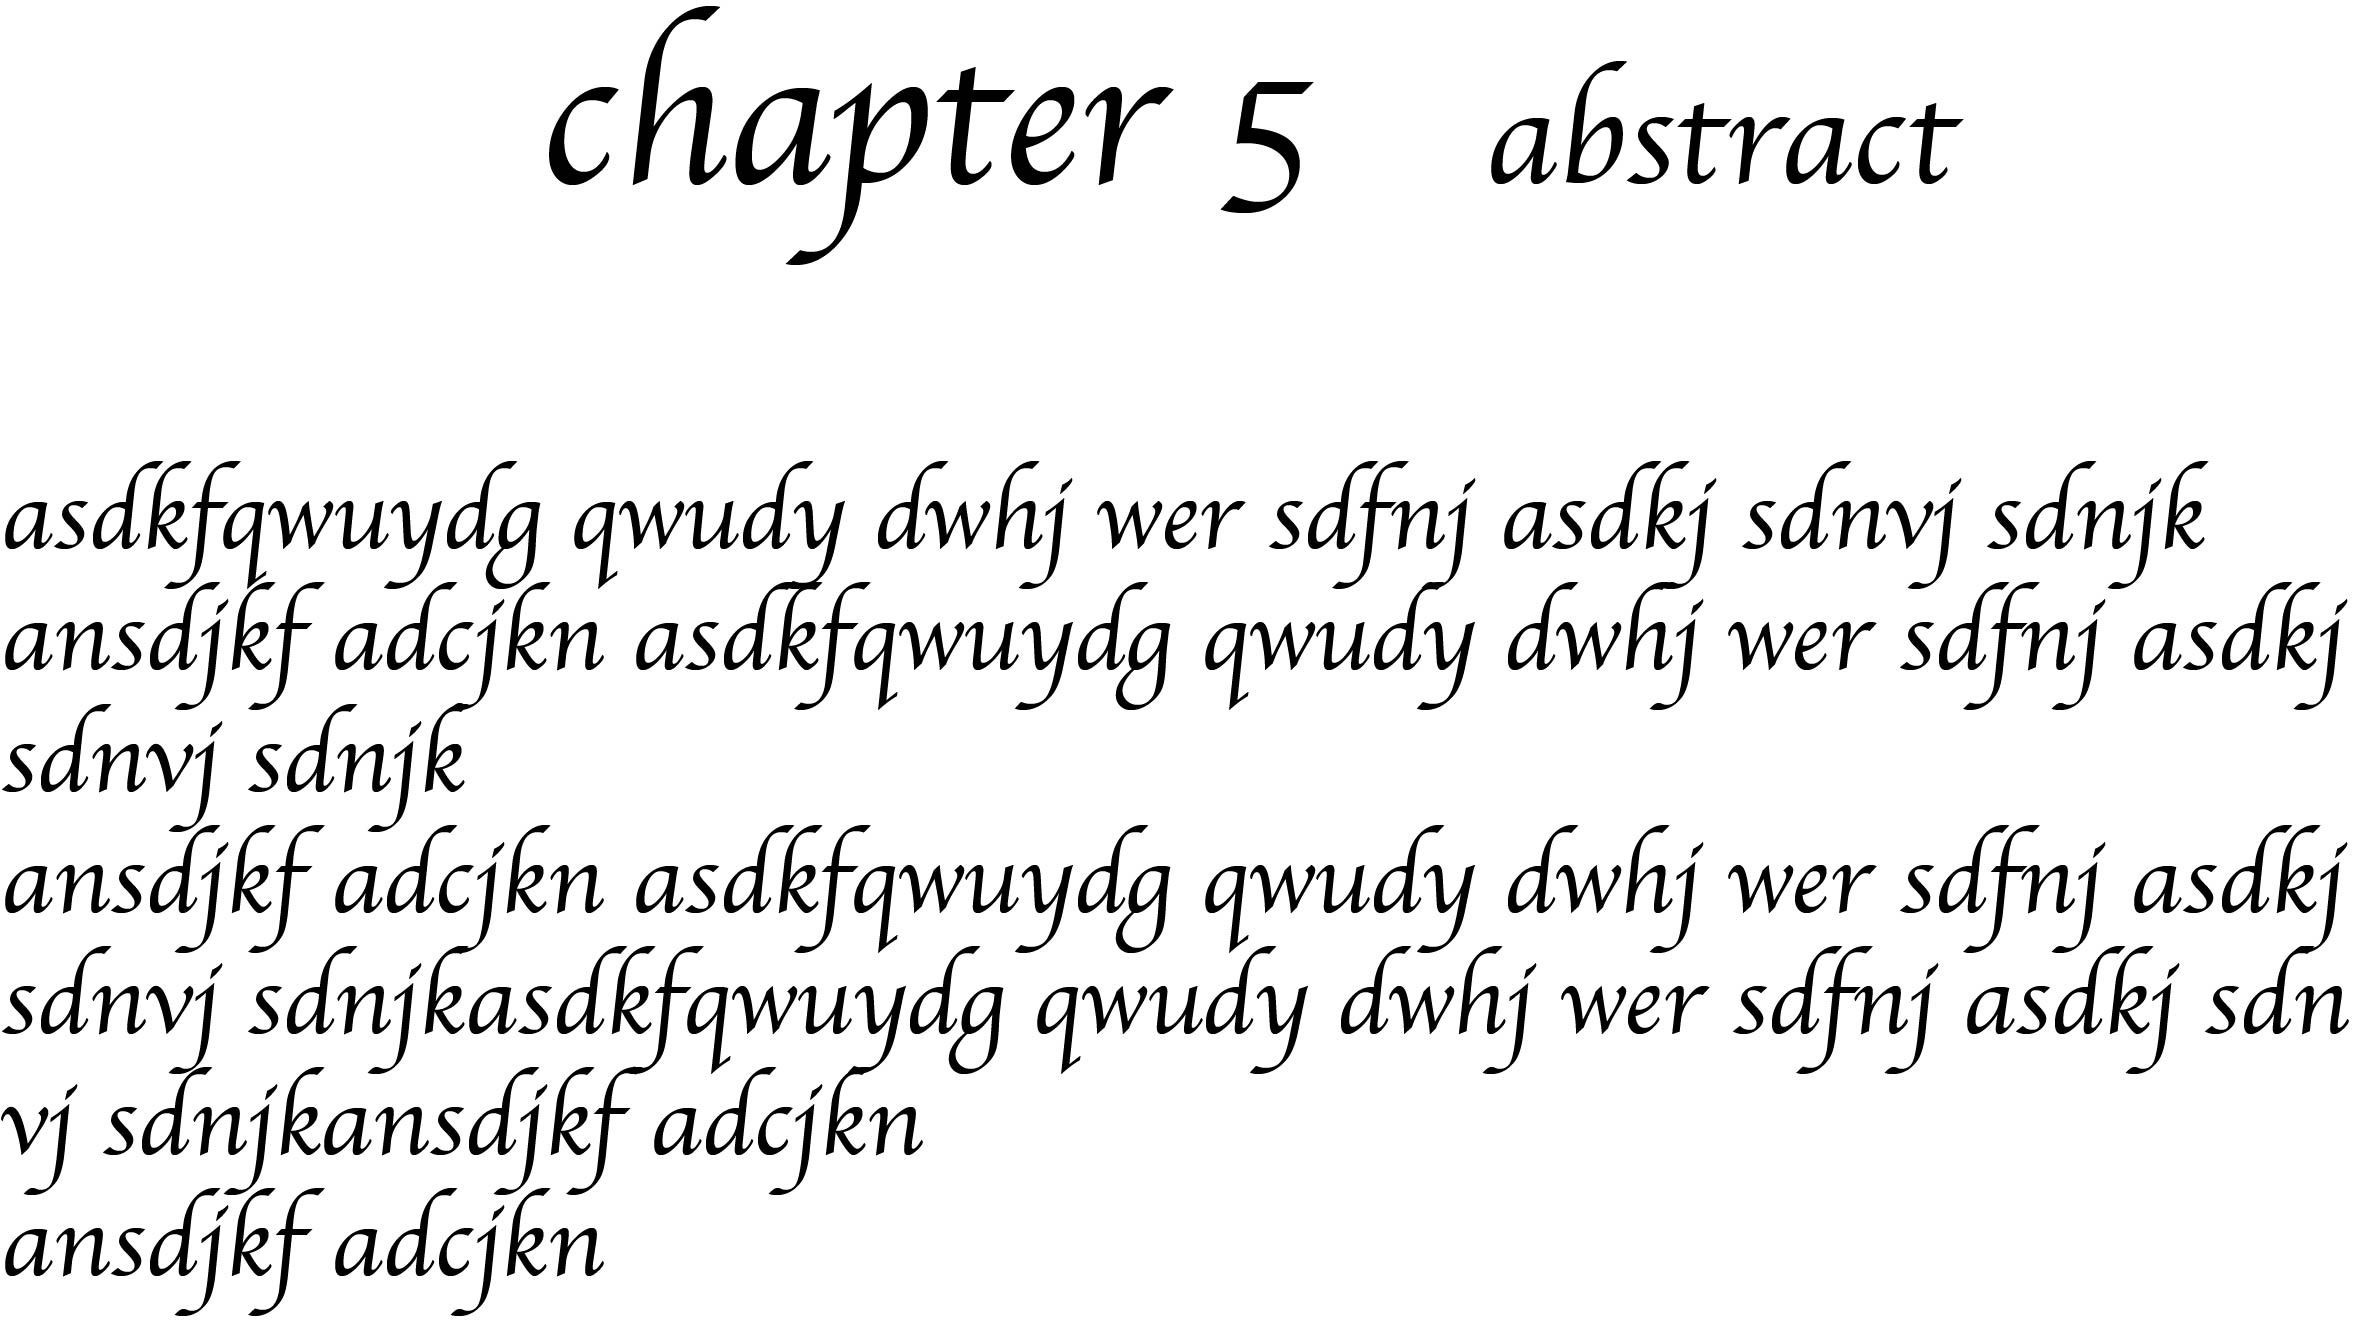 chapter 5 abstract
asdkfqwuydg qwudy dwhj wer sdfnj asdkj sdnvj sdnjk
ansdjkf adcjkn asdkfqwuydg qwudy dwhj wer sdfnj asdkj
sdnvj sdnjk
ansdjkf adcjkn asdkfqwuydg qwudy dwhj wer sdfnj asdkj
sdnvj sdnjkasdkfqwuydg qwudy dwhj wer sdfnj asdkj sdn
vj sdnjkansdjkf adcjkn
ansdjkf adcjkn